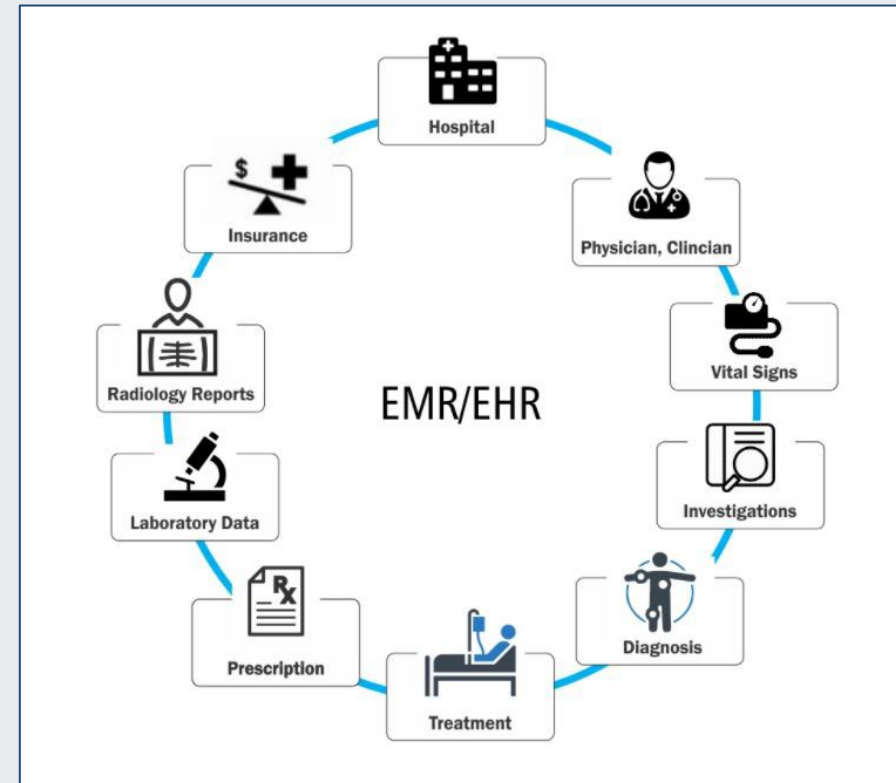 Hospital
$
Insurance
Physician, Clincian
Radiology Reports
Vital Signs
EMR/EHR
Laboratory Data
Investigations
Rx
Prescription
Diagnosis
Treatment